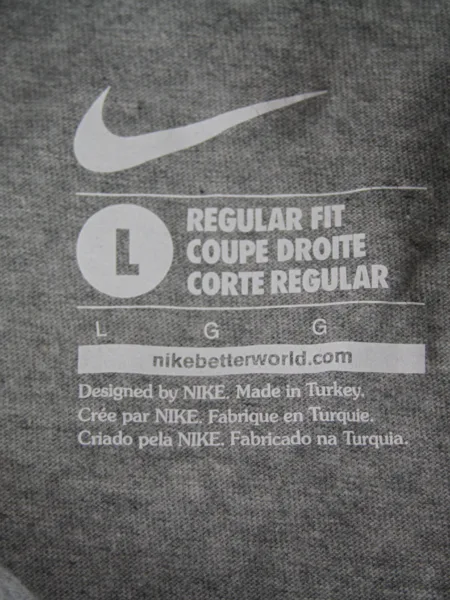 L
REGULAR FIT
COUPE DROITE
CORTE REGULAR
L G G
nikebetterworld.com
Designed by NIKE. Made in Turkey.
Crée par NIKE. Fabrique en Turquie.
Criado pela NIKE. Fabricado na Turquia.